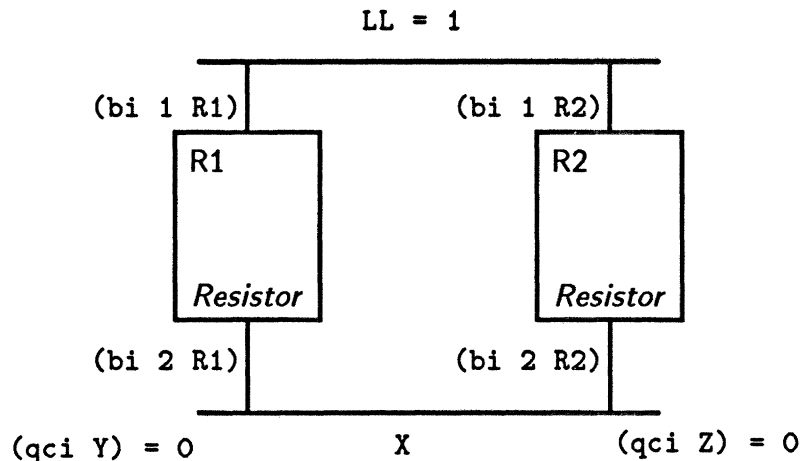 LL = 1
(bi 1 R1) (bi 1 R2)
R1 R2
Resistor Resistor
(bi 2 R1) (bi 2 R2)
(qci Y) = 0 X (qci Z) = 0